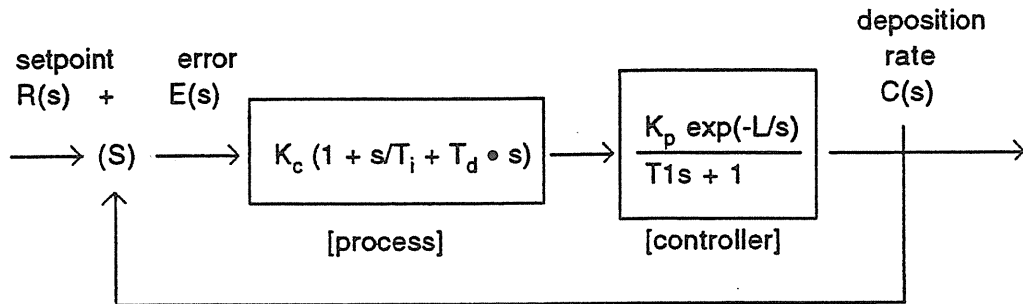 deposition
rate
C(s)
setpoint error
R(s) + E(s)
(S)
K_c (1 + s/T_i + T_d • s)
K_p exp(-L/s)
T1s + 1
[process]
[controller]